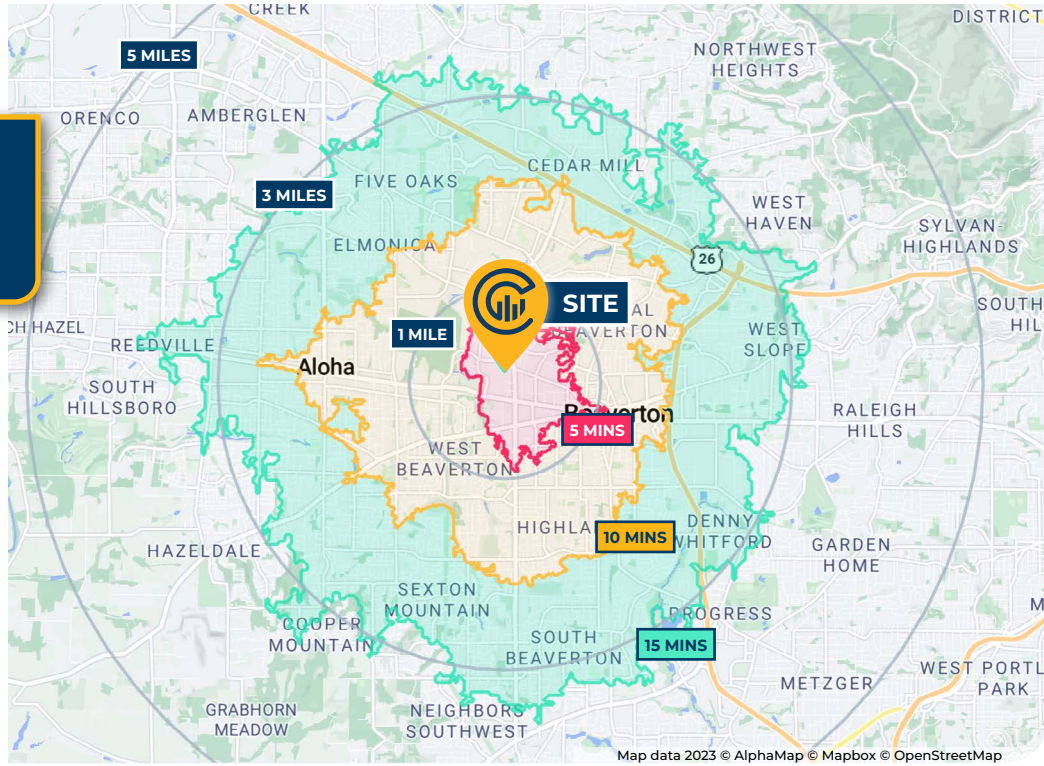 CREEK
DISTRICT
5 MILES
NORTHWEST
HEIGHTS
ORENCO
AMBERGLEN
CEDAR MILL
FIVE OAKS
3 MILES
WEST
HAVEN
SYLVAN-
HIGHLANDS
ELMONICA
26
SITE
SOUTH
HIL
CH HAZEL
1 MILE
AL
EAVERTON
REEDVILLE
WEST
SLOPE
Aloha
SOUTH
HILLSBORO
Beaverton
RALEIGH
HILLS
5 MINS
WEST
BEAVERTON
HIGHLA
10 MINS
DENNY
WHITFORD
GARDEN
HOME
HAZELDALE
SEXTON
MOUNTAIN
COOPER
MOUNTAIN
PROGRESS
M
SOUTH
BEAVERTON
15 MINS
METZGER
WEST PORTL
PARK
GRABHORN
MEADOW
NEIGHBORS
SOUTHWEST
Map data 2023 © AlphaMap © Mapbox © OpenStreetMap